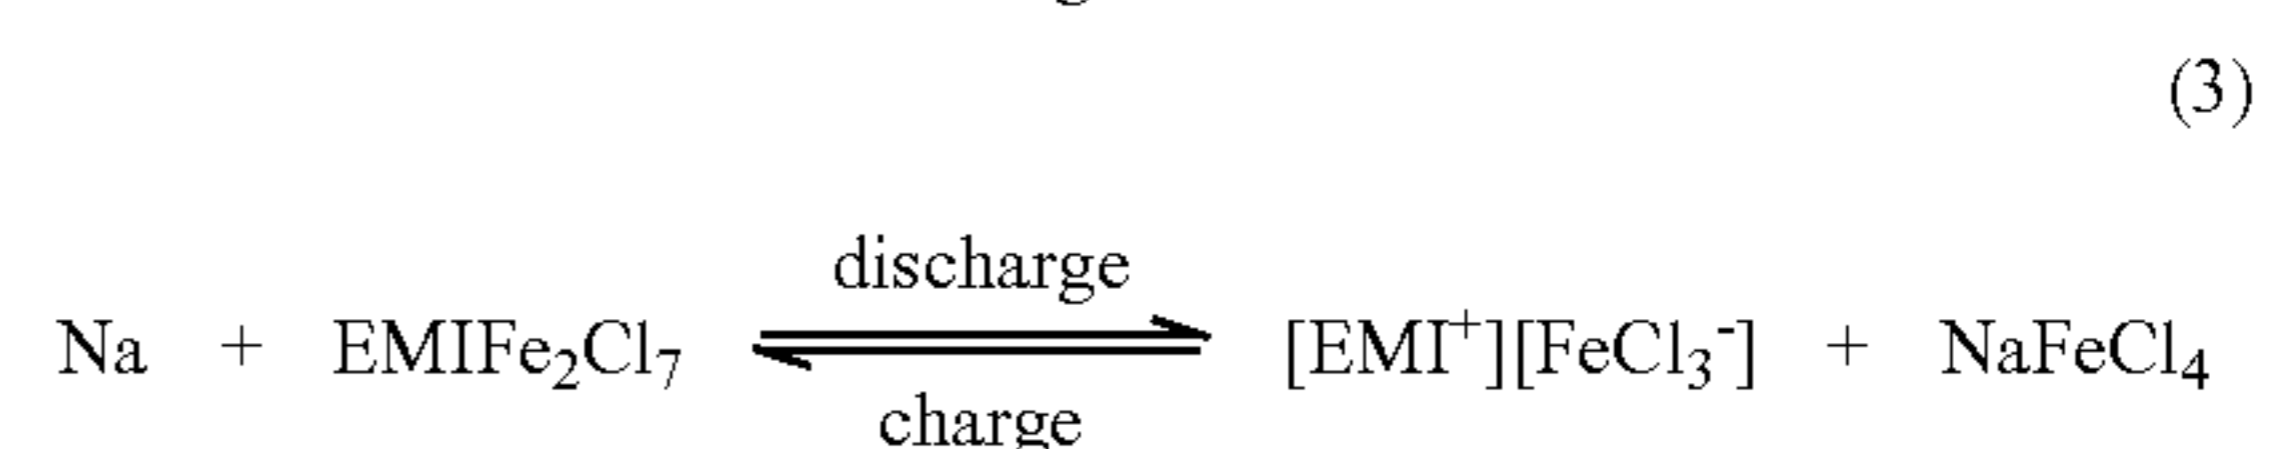 (3)
discharge
Na + EMIFe₂Cl₇ ⇌ [EMI⁺][FeCl₃⁻] + NaFeCl₄
charge